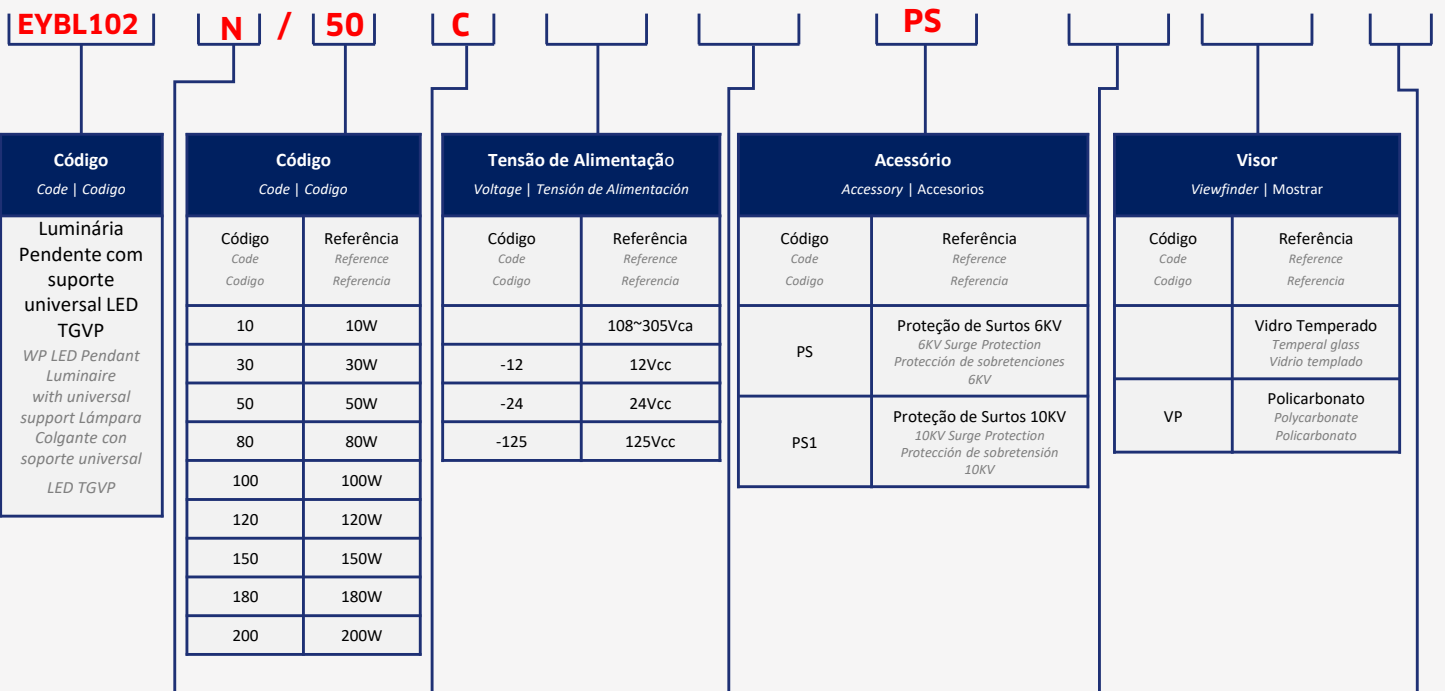 EYBL102 N / 50 C PS
Código
Code | Codigo
Luminária
Pendente com
suporte
universal LED
TGVP
WP LED Pendant
Luminaire
with universal
support Lámpara
Colgante con
soporte universal
LED TGVP
Código
Code | Codigo
Código Referência
Code Reference
Codigo Referencia
10 10W
30 30W
50 50W
80 80W
100 100W
120 120W
150 150W
180 180W
200 200W
Tensão de Alimentação
Voltage | Tensión de Alimentación
Código Referência
Code Reference
Codigo Referencia
108~305Vca
-12 12Vcc
-24 24Vcc
-125 125Vcc
Acessório
Accessory | Accesorios
Código Referência
Code Reference
Codigo Referencia
PS
Proteção de Surtos 6KV
6KV Surge Protection
Protección de sobretenciones
6KV
PS1
Proteção de Surtos 10KV
10KV Surge Protection
Protección de sobretensión
10KV
Visor
Viewfinder | Mostrar
Código Referência
Code Reference
Codigo Referencia
Vidro Temperado
Temperal glass
Vidrio templado
VP
Policarbonato
Polycarbonate
Policarbonato